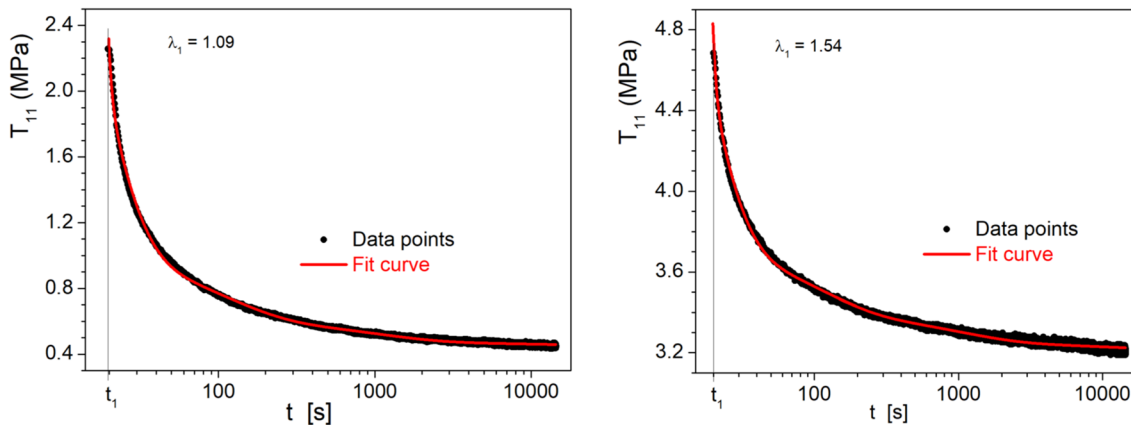 T₁₁ (MPa)
2.4
2.0
1.6
1.2
0.8
0.4
λ₁ = 1.09
Data points
Fit curve
t₁
100
1000
10000
t [s]
T₁₁ (MPa)
4.8
4.4
4.0
3.6
3.2
λ₁ = 1.54
Data points
Fit curve
t₁
100
1000
10000
t [s]